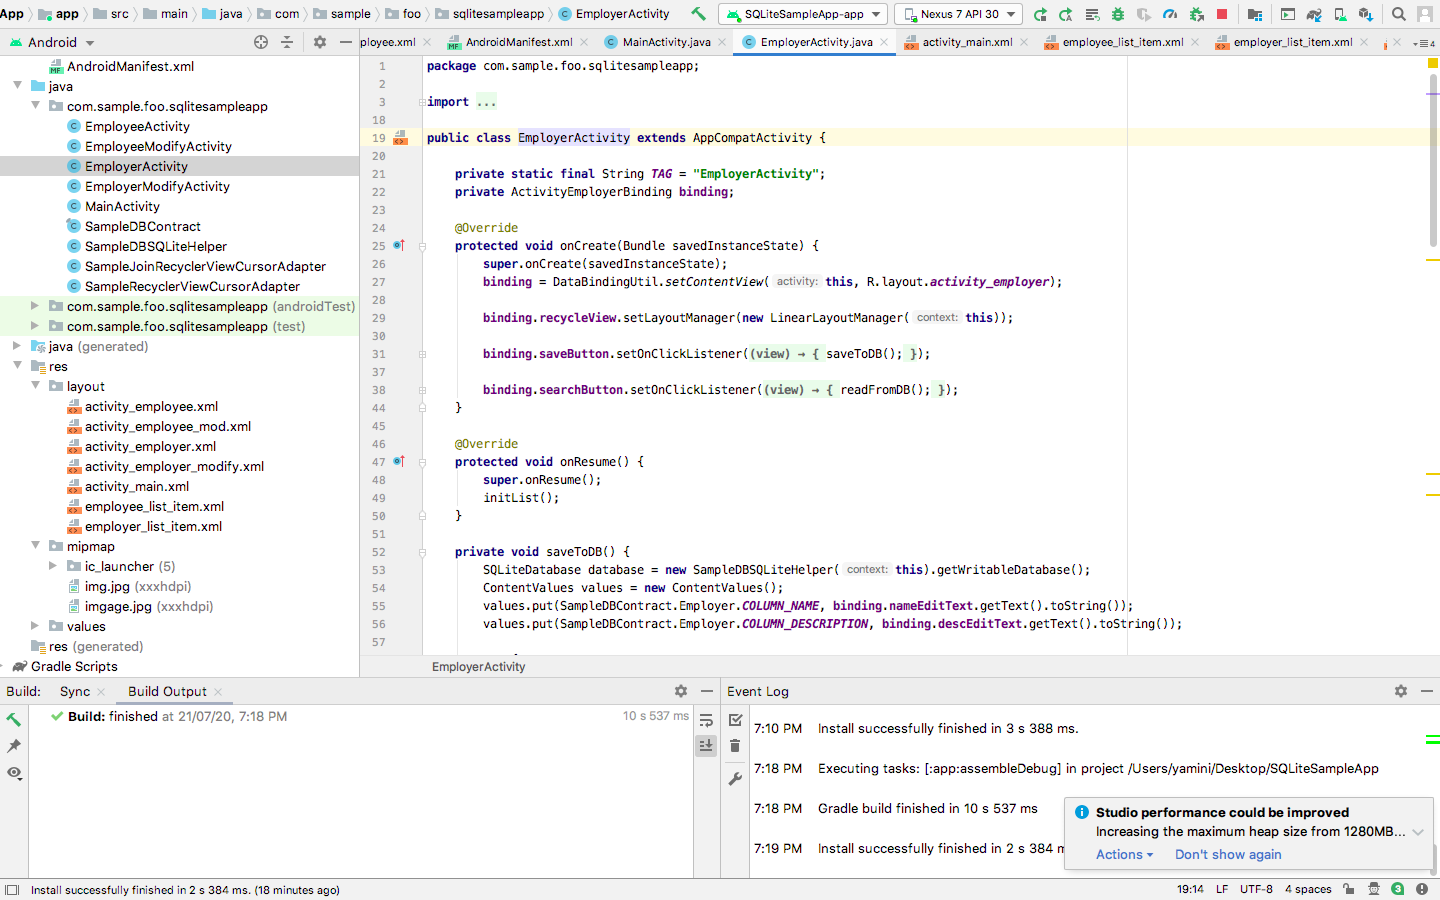 App app src main java com sample foo sqlitesampleapp EmployerActivity SQLiteSampleApp-app Nexus 7 API 30
Android
ployee.xml AndroidManifest.xml MainActivity.java EmployerActivity.java activity_main.xml employee_list_item.xml employer_list_item.xml 4
AndroidManifest.xml
java
com.sample.foo.sqlitesampleapp
EmployeeActivity
EmployeeModifyActivity
EmployerActivity
EmployerModifyActivity
MainActivity
SampleDBContract
SampleDBSQLiteHelper
SampleJoinRecyclerViewCursorAdapter
SampleRecyclerViewCursorAdapter
com.sample.foo.sqlitesampleapp (androidTest)
com.sample.foo.sqlitesampleapp (test)
java (generated)
res
layout
activity_employee.xml
activity_employee_mod.xml
activity_employer.xml
activity_employer_modify.xml
activity_main.xml
employee_list_item.xml
employer_list_item.xml
mipmap
ic_launcher (5)
img.jpg (xxxhdpi)
imgage.jpg (xxxhdpi)
values
res (generated)
Gradle Scripts
1 package com.sample.foo.sqlitesampleapp;
2
3 import ...
18
19 public class EmployerActivity extends AppCompatActivity {
20
21 private static final String TAG = "EmployerActivity";
22 private ActivityEmployerBinding binding;
23
24 @Override
25 protected void onCreate(Bundle savedInstanceState) {
26 super.onCreate(savedInstanceState);
27 binding = DataBindingUtil.setContentView( activity: this, R.layout.activity_employer);
28
29 binding.recycleView.setLayoutManager(new LinearLayoutManager( context: this));
30
31 binding.saveButton.setOnClickListener((view) → { saveToDB(); });
37
38 binding.searchButton.setOnClickListener((view) → { readFromDB(); });
44 }
45
46 @Override
47 protected void onResume() {
48 super.onResume();
49 initList();
50 }
51
52 private void saveToDB() {
53 SQLiteDatabase database = new SampleDBSQLiteHelper( context: this).getWritableDatabase();
54 ContentValues values = new ContentValues();
55 values.put(SampleDBContract.Employer.COLUMN_NAME, binding.nameEditText.getText().toString());
56 values.put(SampleDBContract.Employer.COLUMN_DESCRIPTION, binding.descEditText.getText().toString());
57
EmployerActivity
Build: Sync Build Output
Build: finished at 21/07/20, 7:18 PM 10 s 537 ms
Event Log
7:10 PM Install successfully finished in 3 s 388 ms.
7:18 PM Executing tasks: [:app:assembleDebug] in project /Users/yamini/Desktop/SQLiteSampleApp
7:18 PM Gradle build finished in 10 s 537 ms
7:19 PM Install successfully finished in 2 s 384 m
Studio performance could be improved
Increasing the maximum heap size from 1280MB...
Actions Don't show again
Install successfully finished in 2 s 384 ms. (18 minutes ago) 19:14 LF UTF-8 4 spaces 3